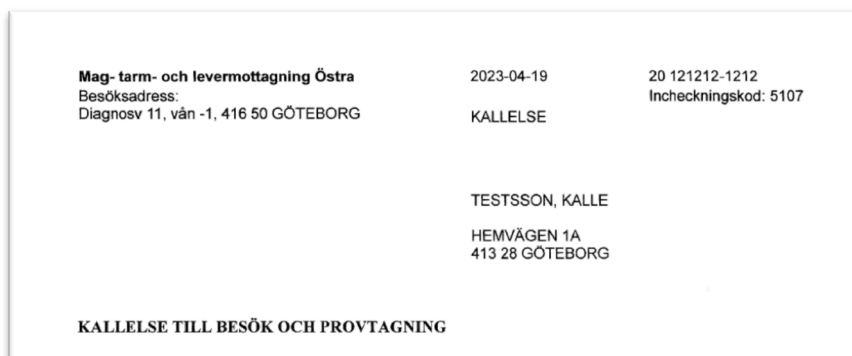 Mag- tarm- och levermottagning Östra
Besöksadress:
Diagnosv 11, vån -1, 416 50 GÖTEBORG
2023-04-19
KALLELSE
20 121212-1212
Incheckningskod: 5107
TESTSSON, KALLE
HEMVÄGEN 1A
413 28 GÖTEBORG
KALLELSE TILL BESÖK OCH PROVTAGNING